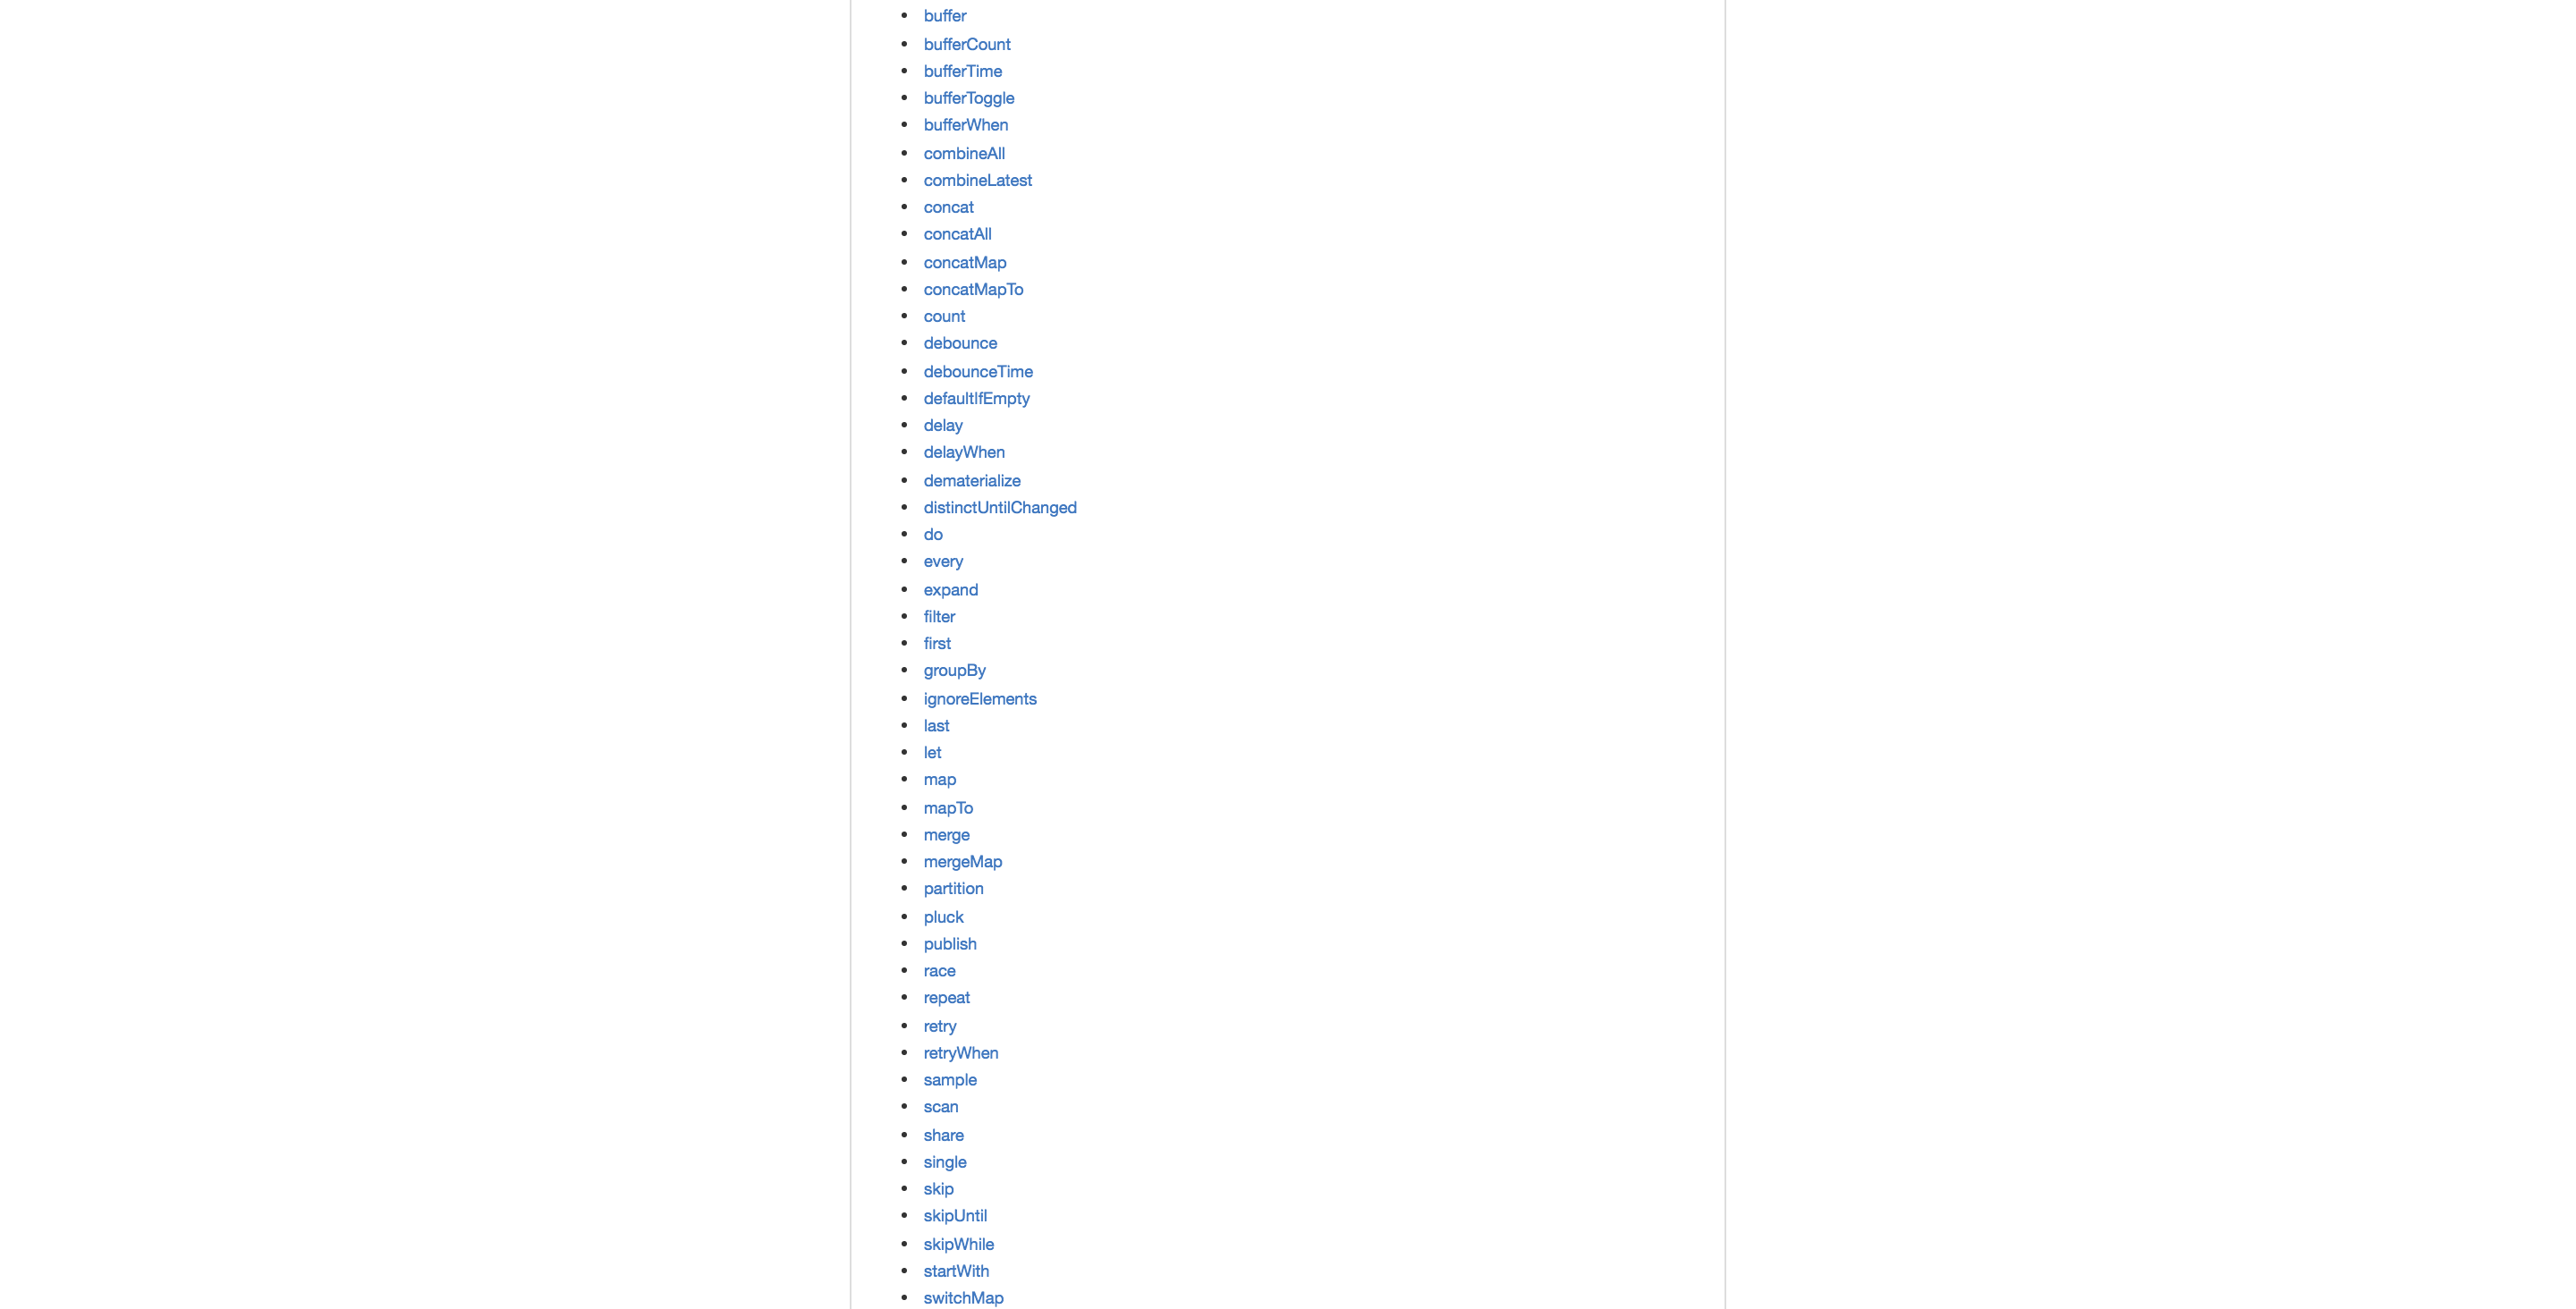 buffer
bufferCount
bufferTime
bufferToggle
bufferWhen
combineAll
combineLatest
concat
concatAll
concatMap
concatMapTo
count
debounce
debounceTime
defaultIfEmpty
delay
delayWhen
dematerialize
distinctUntilChanged
do
every
expand
filter
first
groupBy
ignoreElements
last
let
map
mapTo
merge
mergeMap
partition
pluck
publish
race
repeat
retry
retryWhen
sample
scan
share
single
skip
skipUntil
skipWhile
startWith
switchMap